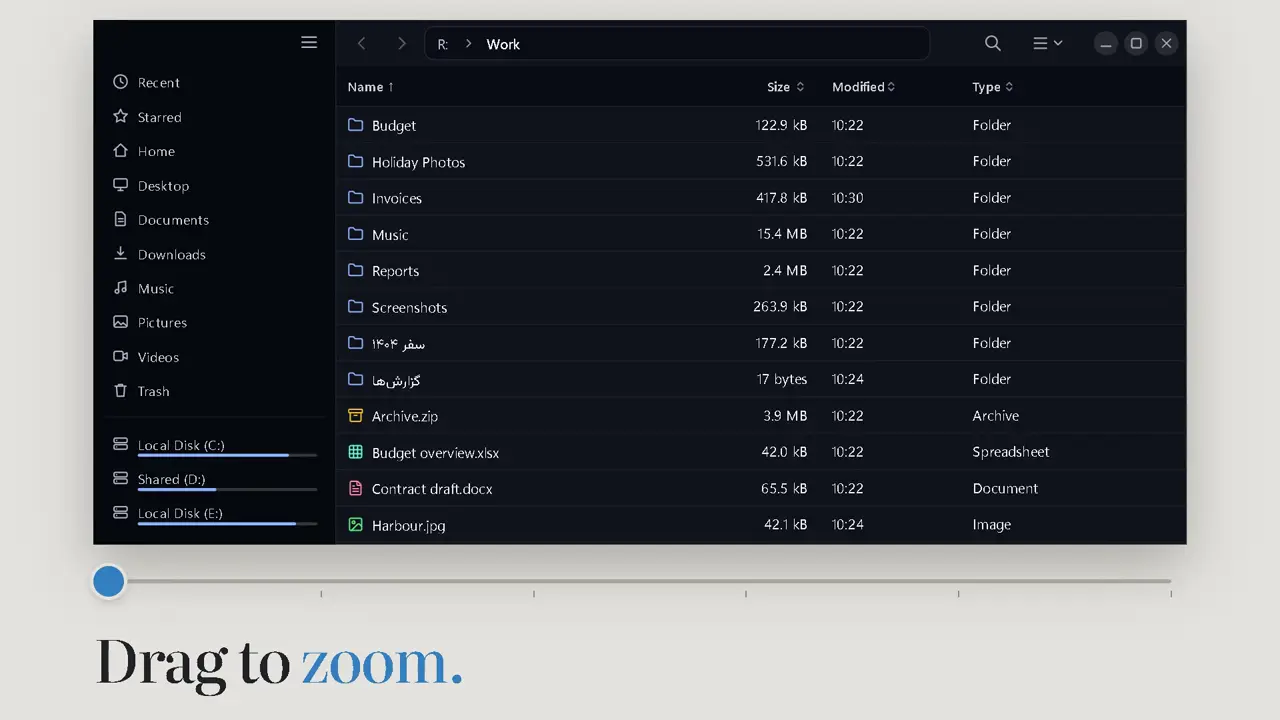 R: Work
Name Size Modified Type
Recent
Starred
Home
Desktop
Documents
Downloads
Music
Pictures
Videos
Trash
Local Disk (C:)
Shared (D:)
Local Disk (E:)
Budget 122.9 kB 10:22 Folder
Holiday Photos 531.6 kB 10:22 Folder
Invoices 417.8 kB 10:30 Folder
Music 15.4 MB 10:22 Folder
Reports 2.4 MB 10:22 Folder
Screenshots 263.9 kB 10:22 Folder
سفر ۱۴۰۴ 177.2 kB 10:22 Folder
گزارش‌ها 17 bytes 10:24 Folder
Archive.zip 3.9 MB 10:22 Archive
Budget overview.xlsx 42.0 kB 10:22 Spreadsheet
Contract draft.docx 65.5 kB 10:22 Document
Harbour.jpg 42.1 kB 10:24 Image
Drag to zoom.